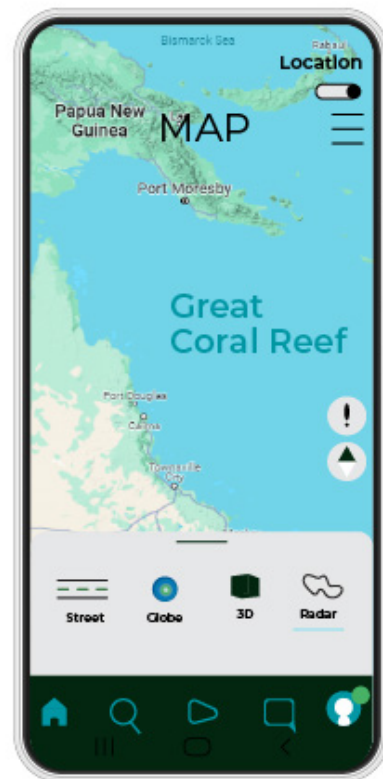 Bismarck Sea
Rabaul
Location
Papua New
Guinea
MAP
Port Moresby
Great
Coral Reef
Port Douglas
Cairns
Townsville
City
Street
Globe
3D
Radar